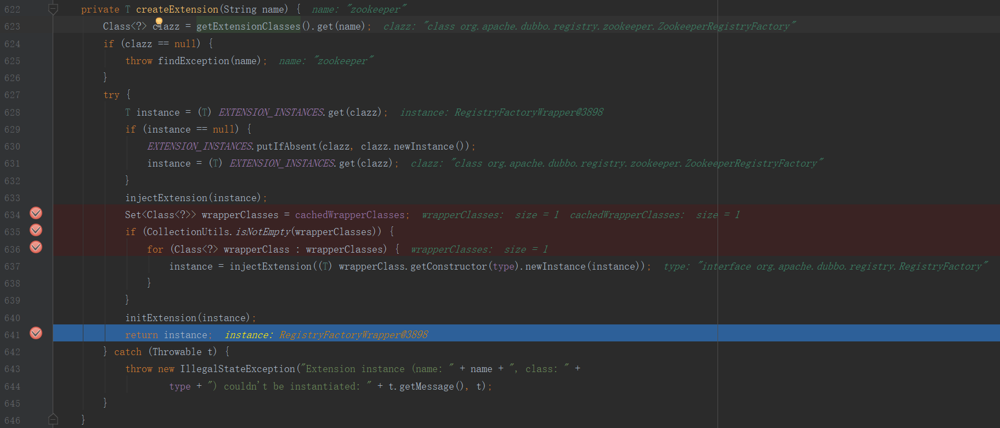 622 private T createExtension(String name) { name: "zookeeper"
623 Class<?> clazz = getExtensionClasses().get(name); clazz: "class org.apache.dubbo.registry.zookeeper.ZookeeperRegistryFactory"
624 if (clazz == null) {
625 throw findException(name); name: "zookeeper"
626 }
627 try {
628 T instance = (T) EXTENSION_INSTANCES.get(clazz); instance: RegistryFactoryWrapper@3898
629 if (instance == null) {
630 EXTENSION_INSTANCES.putIfAbsent(clazz, clazz.newInstance());
631 instance = (T) EXTENSION_INSTANCES.get(clazz); clazz: "class org.apache.dubbo.registry.zookeeper.ZookeeperRegistryFactory"
632 }
633 injectExtension(instance);
634 Set<Class<?>> wrapperClasses = cachedWrapperClasses; wrapperClasses: size = 1 cachedWrapperClasses: size = 1
635 if (CollectionUtils.isNotEmpty(wrapperClasses)) {
636 for (Class<?> wrapperClass : wrapperClasses) { wrapperClasses: size = 1
637 instance = injectExtension((T) wrapperClass.getConstructor(type).newInstance(instance)); type: "interface org.apache.dubbo.registry.RegistryFactory"
638 }
639 }
640 initExtension(instance);
641 return instance; instance: RegistryFactoryWrapper@3898
642 } catch (Throwable t) {
643 throw new IllegalStateException("Extension instance (name: " + name + ", class: " +
644 type + ") couldn't be instantiated: " + t.getMessage(), t);
645 }
646 }